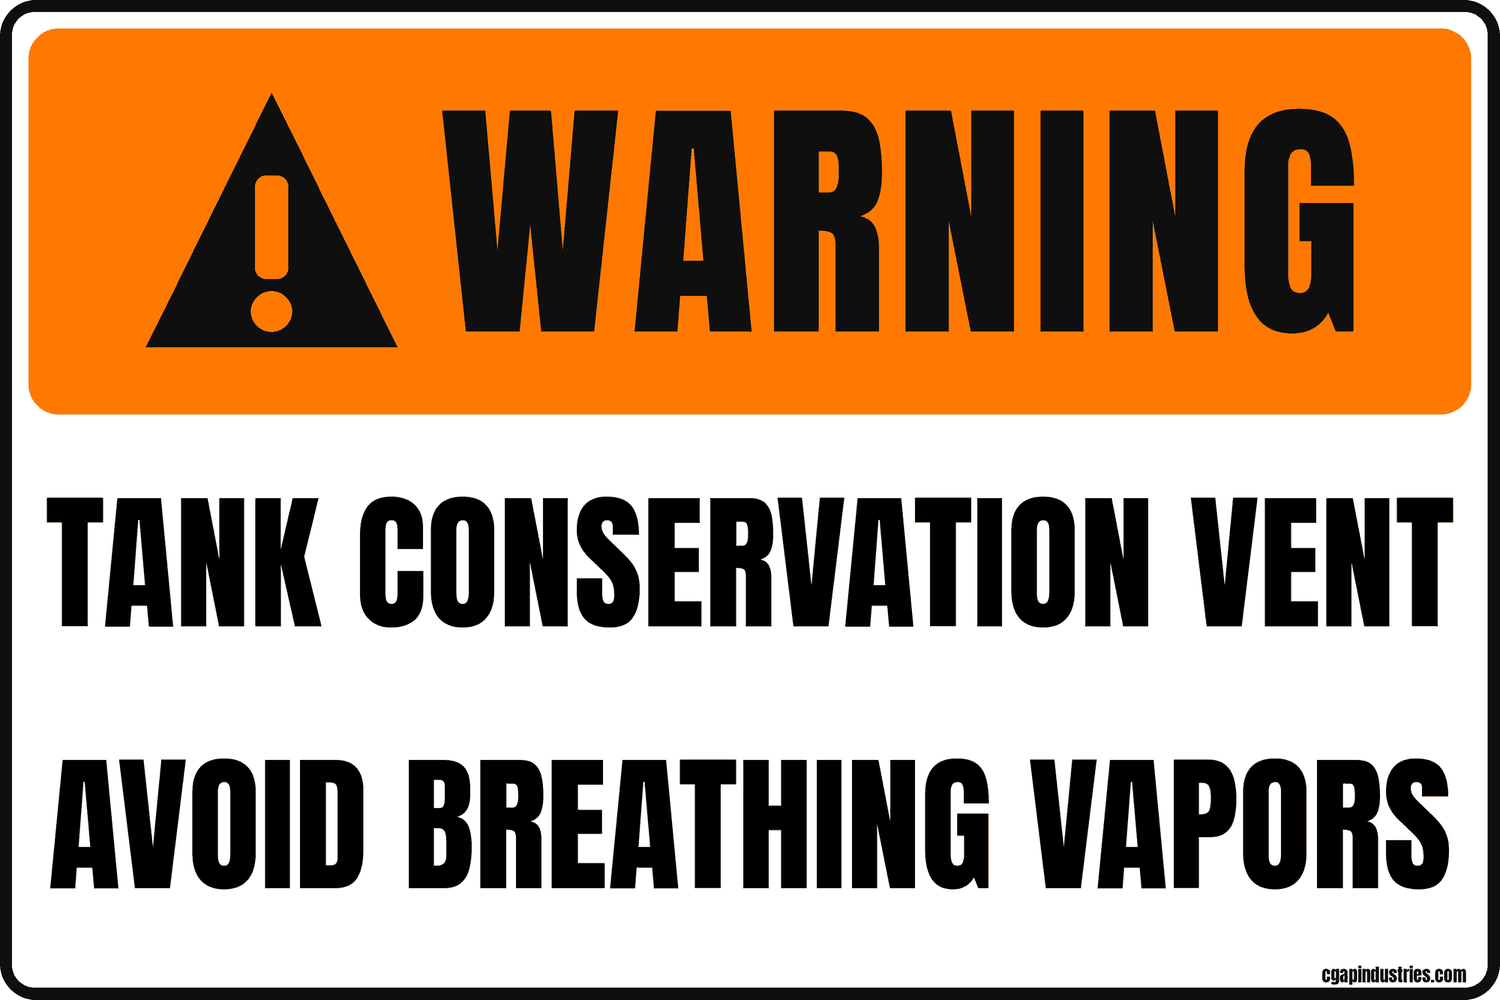 WARNING
TANK CONSERVATION VENT
AVOID BREATHING VAPORS
cgapindustries.com